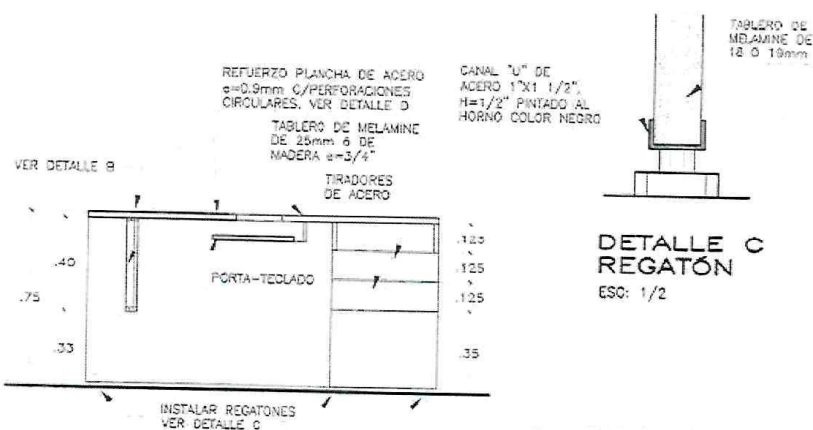 REFUERZO PLANCHA DE ACERO
e=0.9mm C/PERFORACIONES
CIRCULARES. VER DETALLE D
TABLERO DE MELAMINE
DE 25mm 6 DE
MADERA e=3/4"
TIRADORES
DE ACERO
VER DETALLE B
PORTA-TECLADO
.40
.75
.33
.125
.125
.125
.35
INSTALAR REGATONES
VER DETALLE C
CANAL "U" DE
ACERO 1"X1 1/2",
H=1/2" PINTADO AL
HORNO COLOR NEGRO
TABLERO DE
MELAMINE DE
18 O 19mm
DETALLE C
REGATÓN
ESC: 1/2